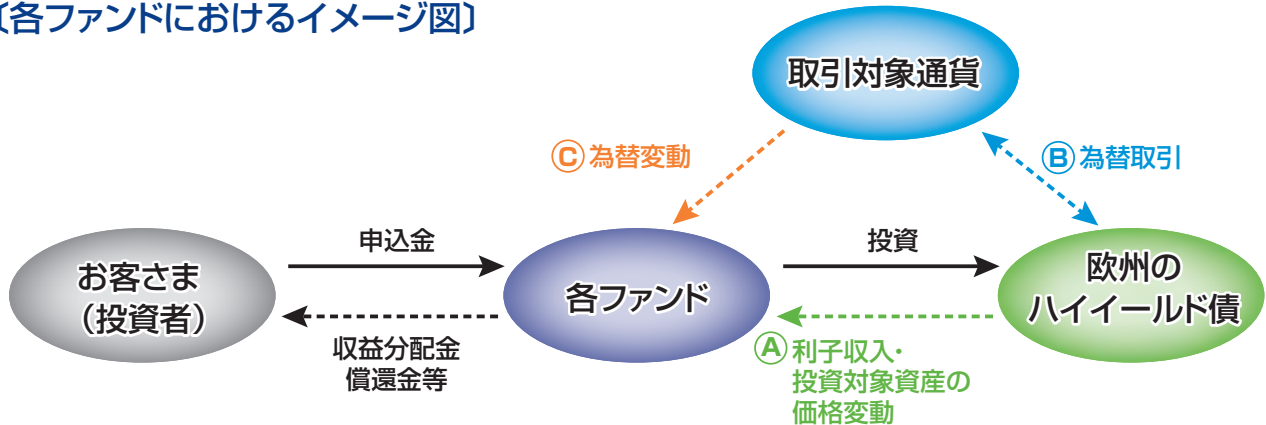 〔各ファンドにおけるイメージ図〕
取引対象通貨
Ⓒ為替変動
Ⓑ為替取引
お客さま
（投資者）
申込金
収益分配金
償還金等
各ファンド
投資
欧州の
ハイイールド債
Ⓐ利子収入・
投資対象資産の
価格変動